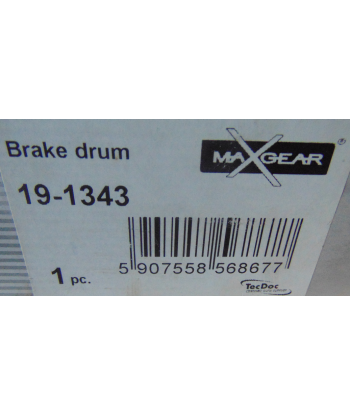 Brake drum
MAXGEAR
®
19-1343
5 907558 568677
1 pc.
TecDoc